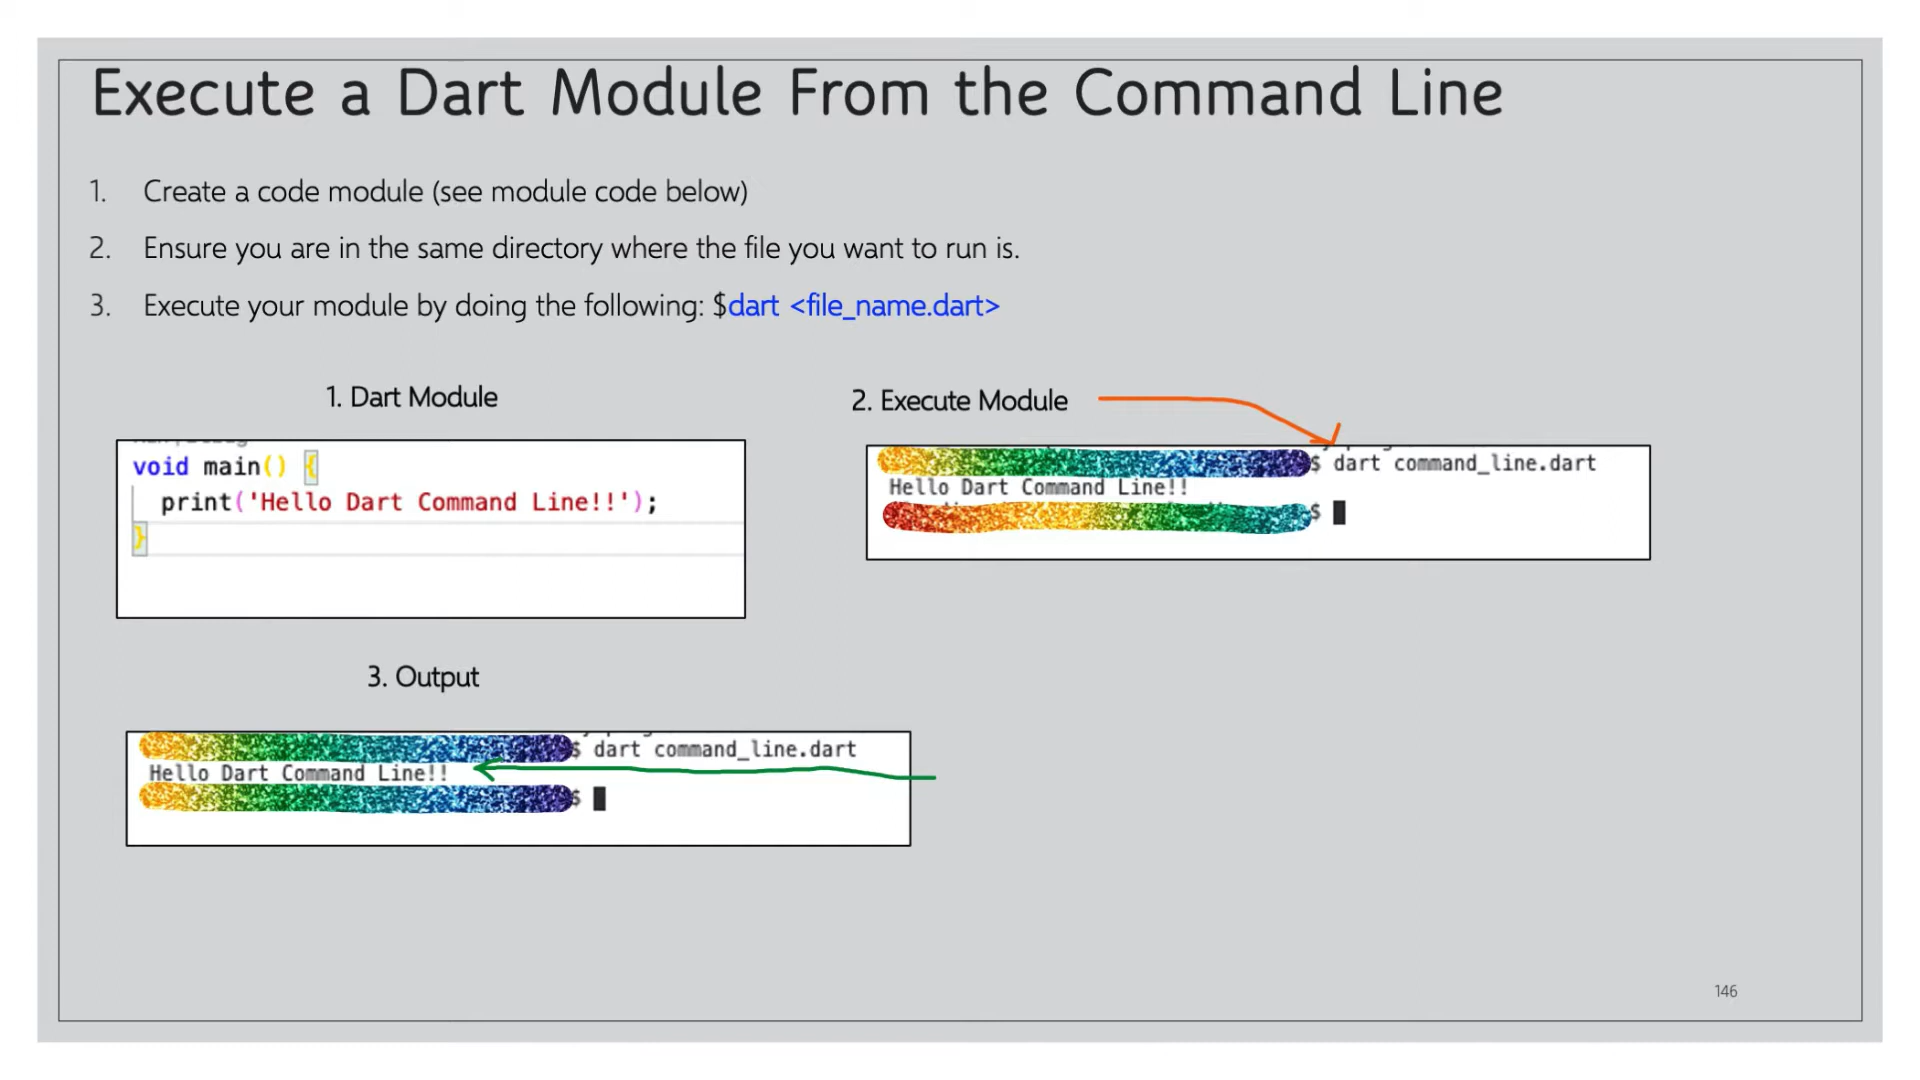 Execute a Dart Module From the Command Line
1. Create a code module (see module code below)
2. Ensure you are in the same directory where the file you want to run is.
3. Execute your module by doing the following: $dart <file_name.dart>
1. Dart Module
void main() {
print('Hello Dart Command Line!!');
}
2. Execute Module
$ dart command_line.dart
Hello Dart Command Line!!
$
3. Output
$ dart command_line.dart
Hello Dart Command Line!!
$
146